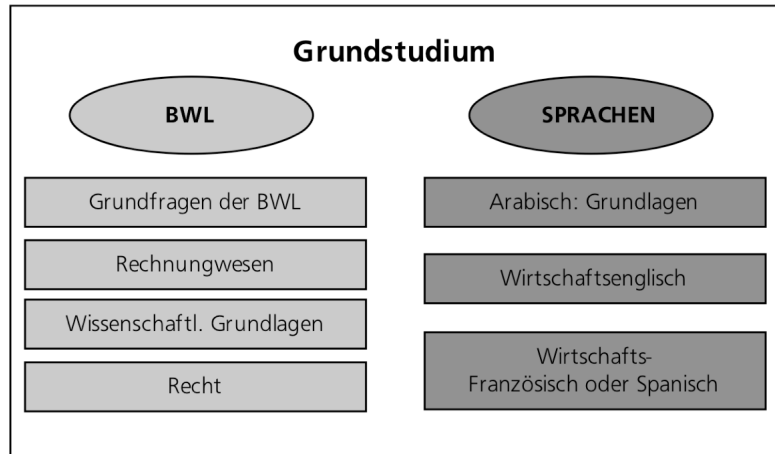 Grundstudium
BWL
Grundfragen der BWL
Rechnungwesen
Wissenschaftl. Grundlagen
Recht
SPRACHEN
Arabisch: Grundlagen
Wirtschaftsenglisch
Wirtschafts-
Französisch oder Spanisch